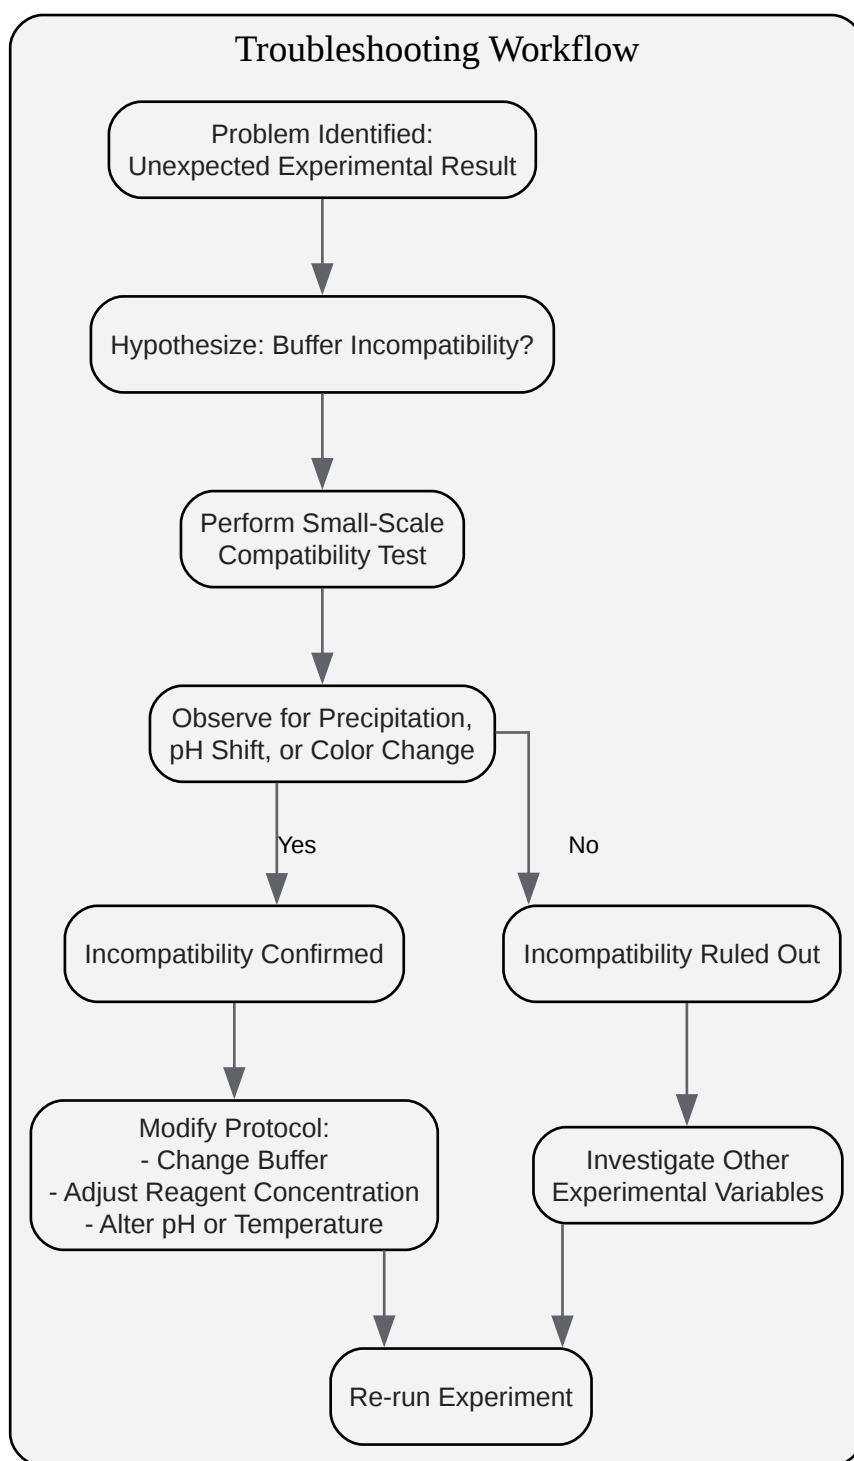 Troubleshooting Workflow
Problem Identified:
Unexpected Experimental Result
Hypothesize: Buffer Incompatibility?
Perform Small-Scale
Compatibility Test
Observe for Precipitation,
pH Shift, or Color Change
Yes
No
Incompatibility Confirmed
Incompatibility Ruled Out
Modify Protocol:
- Change Buffer
- Adjust Reagent Concentration
- Alter pH or Temperature
Investigate Other
Experimental Variables
Re-run Experiment